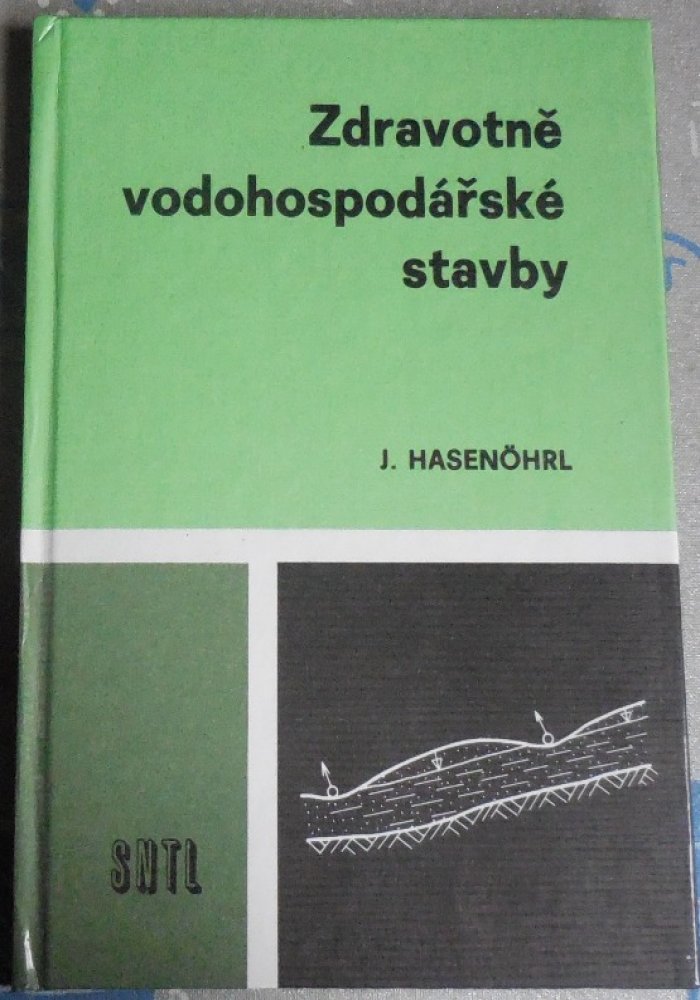 Zdravotně
vodohospodářské
stavby
J. HASENÖHRL
SNTL